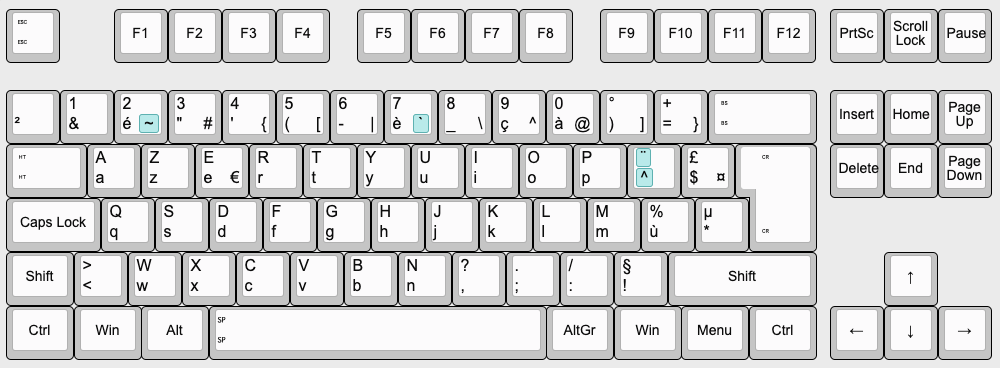 ESC F1 F2 F3 F4 F5 F6 F7 F8 F9 F10 F11 F12 PrtSc Scroll Lock Pause
ESC
1 2 3 4 5 6 7 8 9 0 ° + BS Insert Home Page Up
² & é ~ " # ' { ( [ - | è ` _ \ ç ^ à @ ) ] = } BS
HT A Z E R T Y U I O P ¨ £ CR Delete End Page Down
HT a z e € r t y u i o p ^ $ ¤
Caps Lock Q S D F G H J K L M % µ
q s d f g h j k l m ù * CR
Shift > W X C V B N ? . / § Shift ↑
< w x c v b n , ; : !
Ctrl Win Alt SP AltGr Win Menu Ctrl ← ↓ →
SP